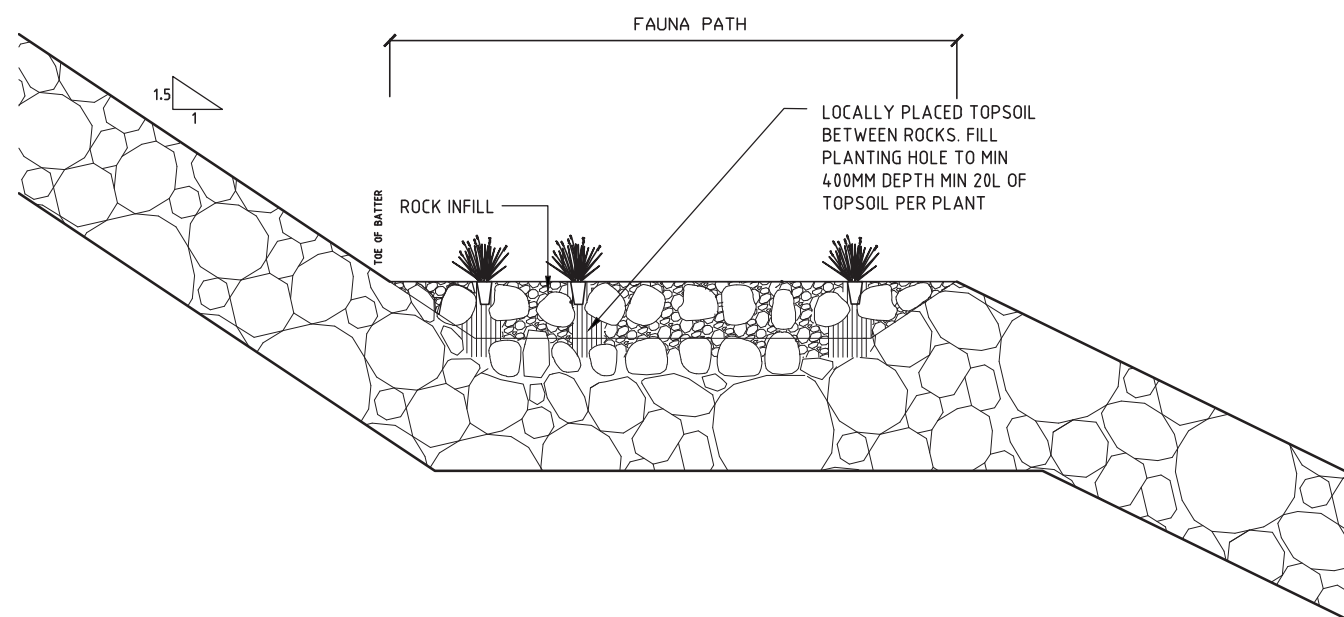 FAUNA PATH
1.5
1
LOCALLY PLACED TOPSOIL
BETWEEN ROCKS. FILL
PLANTING HOLE TO MIN
400MM DEPTH MIN 20L OF
TOPSOIL PER PLANT
TOE OF BATTER
ROCK INFILL